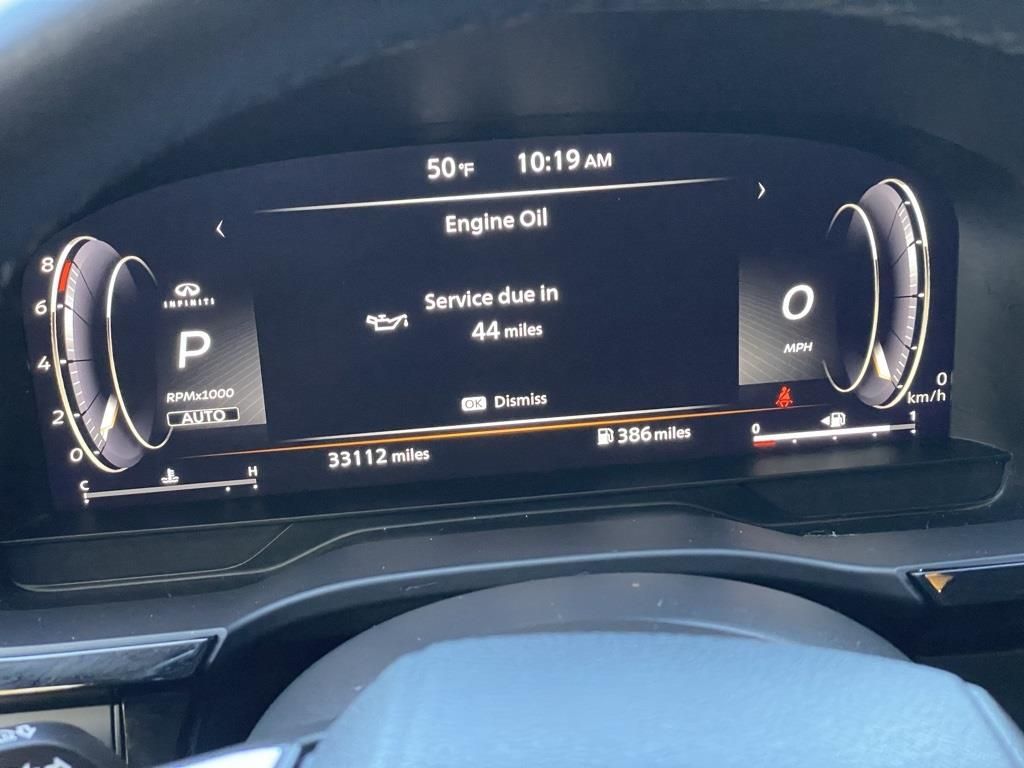 50°F 10:19 AM
Engine Oil
Service due in
44 miles
OK Dismiss
8
6
4
2
0
INFINITI
P
RPMx1000
AUTO
0
MPH
0
km/h
33112 miles
386 miles
C H
0 1